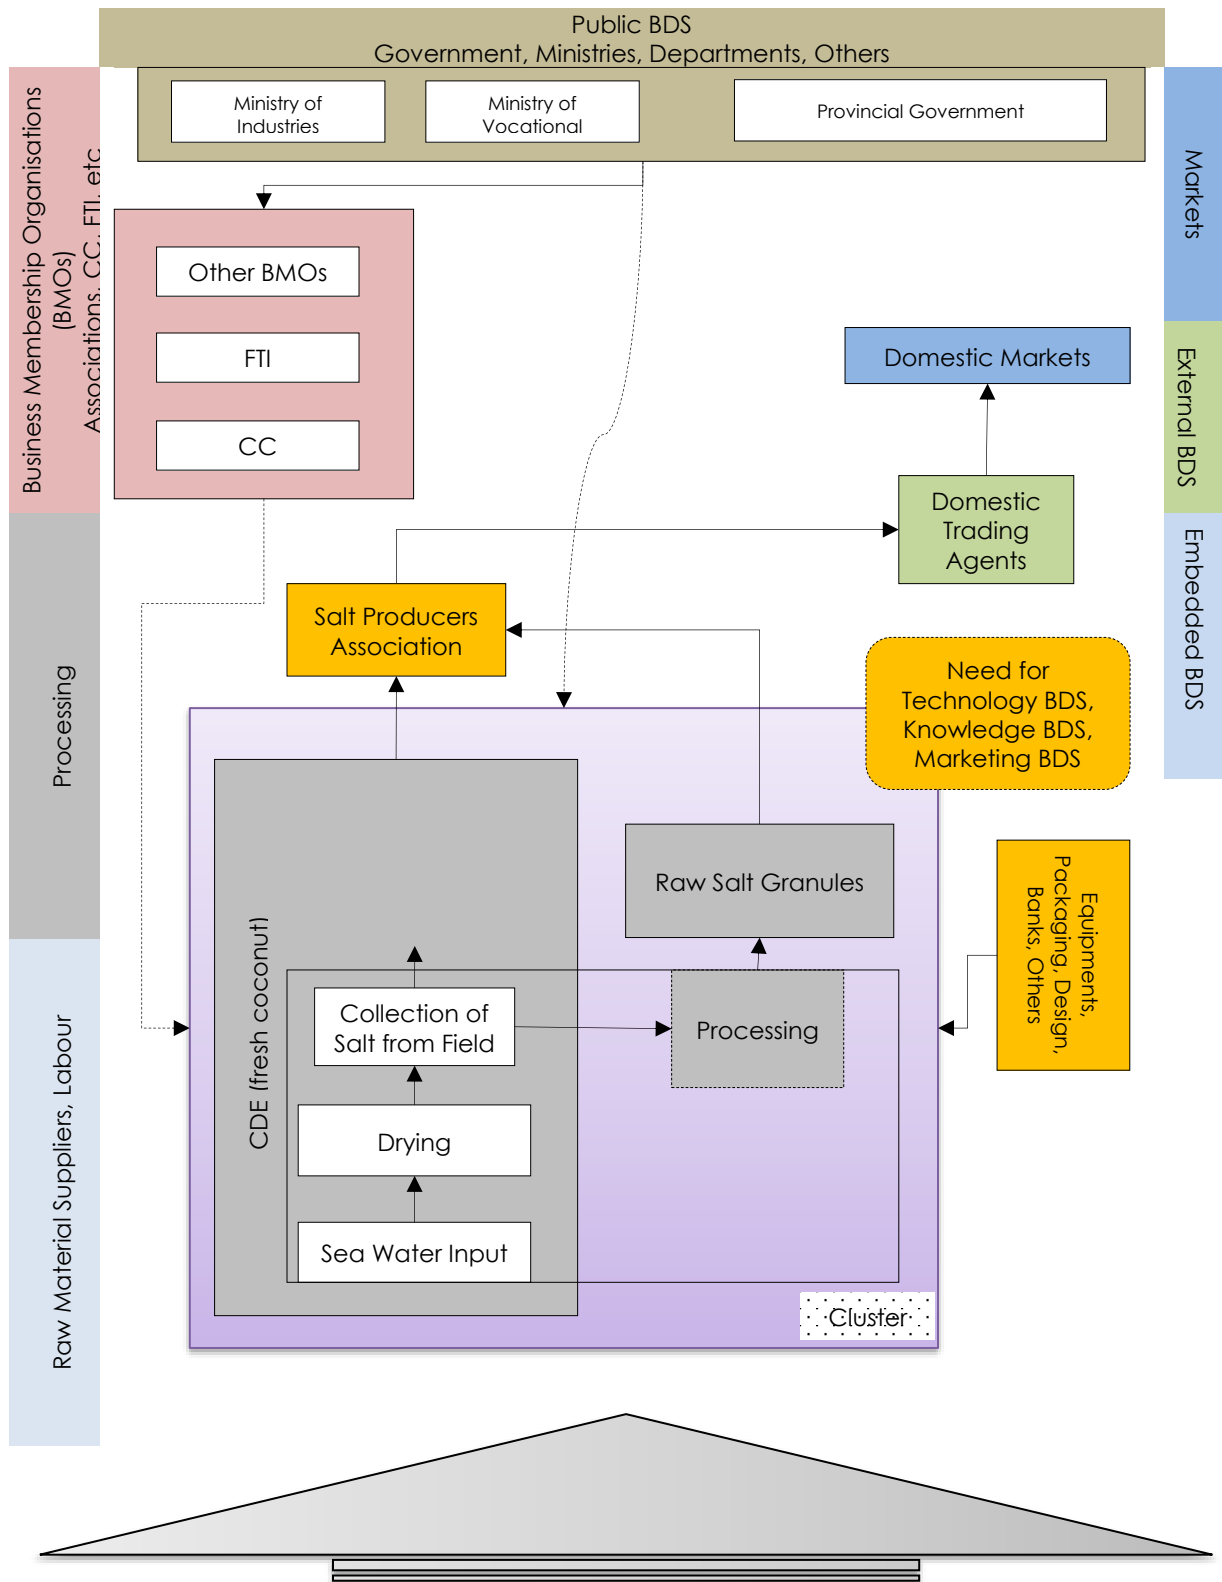 Public BDS
Government, Ministries, Departments, Others
Ministry of
Industries
Ministry of
Vocational
Provincial Government
Business Membership Organisations
(BMOs)
Associations, CC, FTI, etc
Markets
Other BMOs
FTI
CC
Domestic Markets
External BDS
Domestic
Trading
Agents
Embedded BDS
Salt Producers
Association
Processing
Need for
Technology BDS,
Knowledge BDS,
Marketing BDS
Raw Salt Granules
Equipments,
Packaging, Design,
Banks, Others
CDE (fresh coconut)
Collection of
Salt from Field
Processing
Drying
Sea Water Input
Raw Material Suppliers, Labour
Cluster